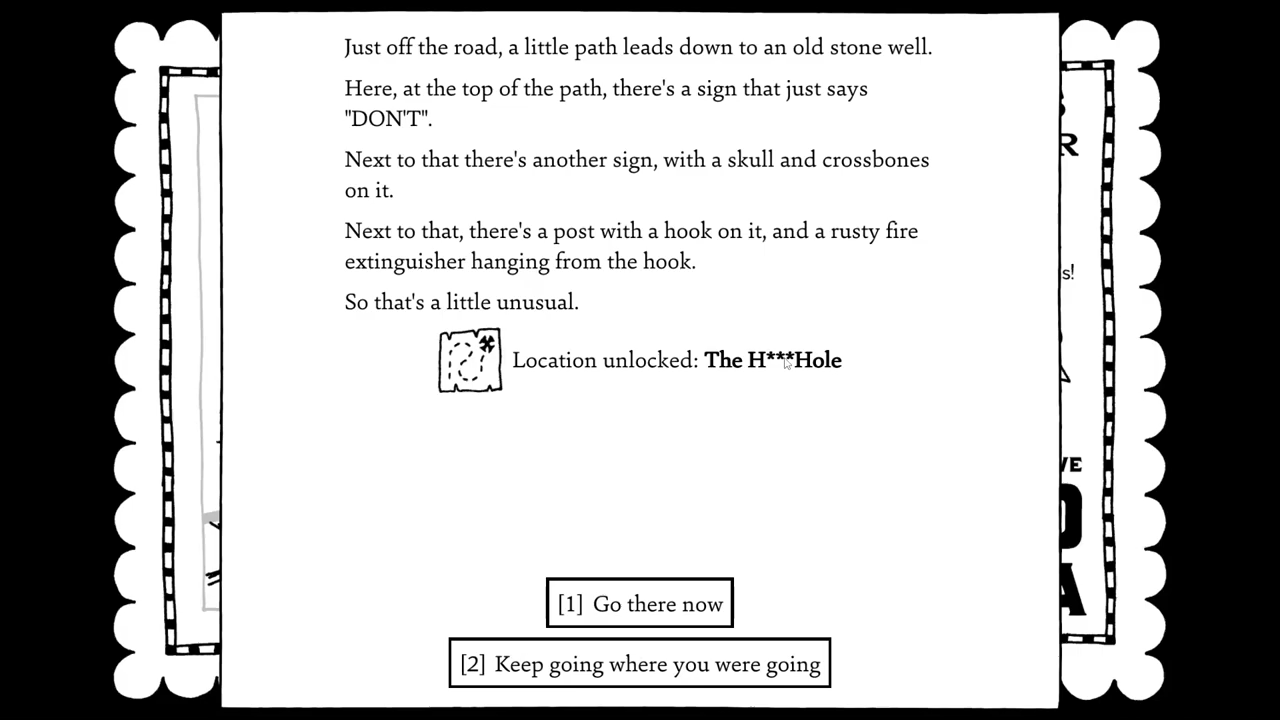 Just off the road, a little path leads down to an old stone well.
Here, at the top of the path, there's a sign that just says
"DON'T".
Next to that there's another sign, with a skull and crossbones
on it.
Next to that, there's a post with a hook on it, and a rusty fire
extinguisher hanging from the hook.
So that's a little unusual.
Location unlocked: The H***Hole
[1] Go there now
[2] Keep going where you were going
R
s!
VE
A